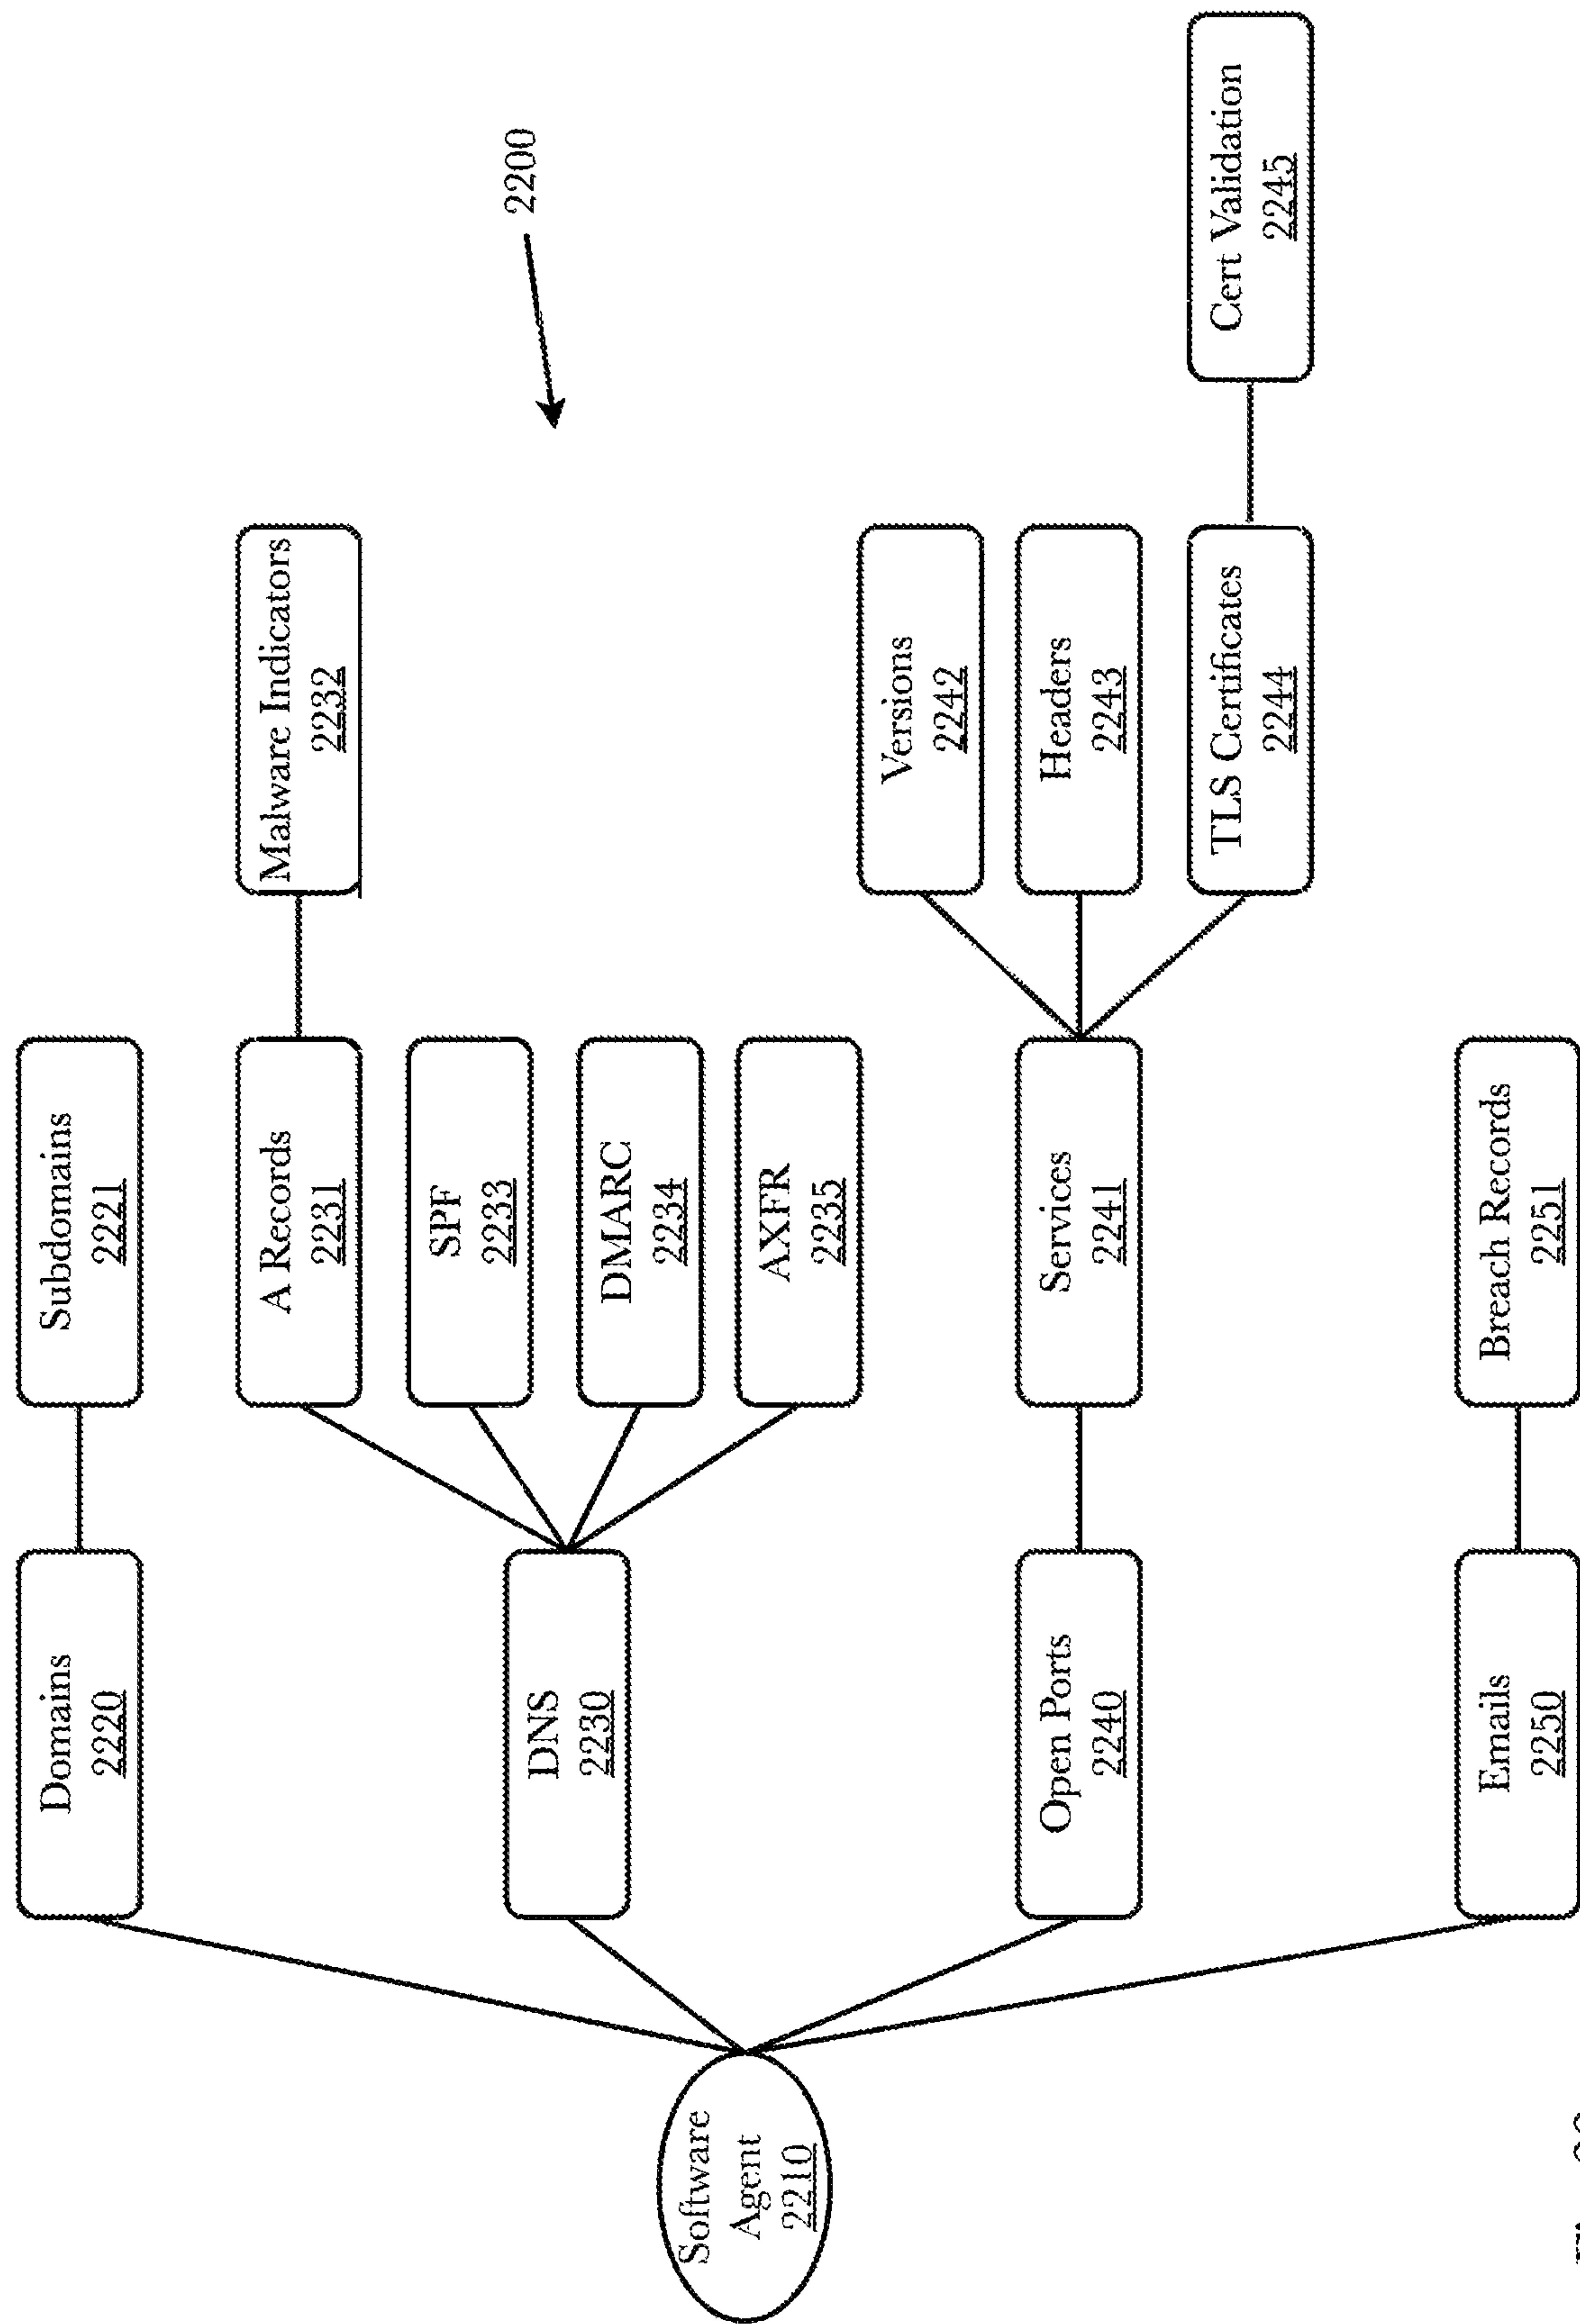 2200
Software
Agent
2210
Domains
2220
Subdomains
2221
DNS
2230
A Records
2231
Malware Indicators
2232
SPF
2233
DMARC
2234
AXFR
2235
Open Ports
2240
Services
2241
Versions
2242
Headers
2243
TLS Certificates
2244
Cert Validation
2245
Emails
2250
Breach Records
2251